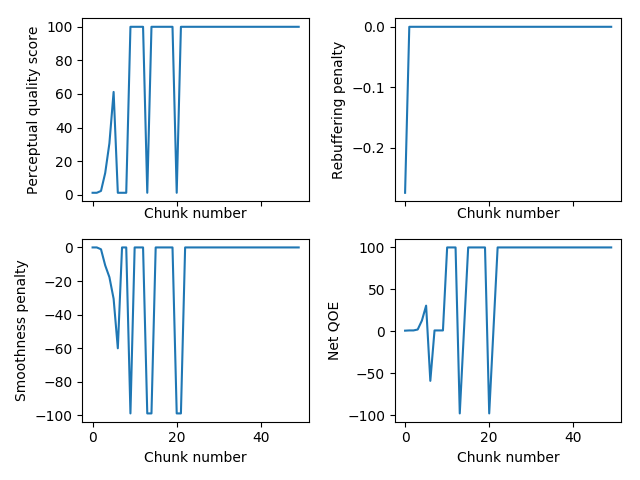 Perceptual quality score
100
80
60
40
20
0
Chunk number
Rebuffering penalty
0.0
−0.1
−0.2
Chunk number
Smoothness penalty
0
−20
−40
−60
−80
−100
0 20 40
Chunk number
Net QOE
100
50
0
−50
−100
0 20 40
Chunk number